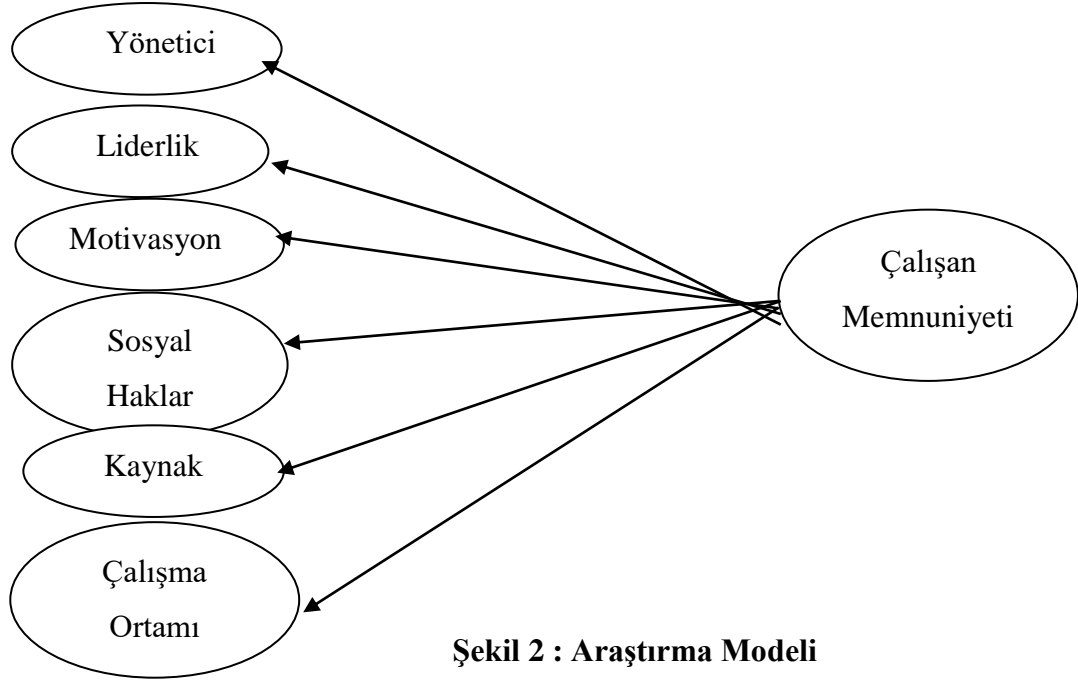 Yönetici
Liderlik
Motivasyon
Sosyal
Haklar
Kaynak
Çalışma
Ortamı
Çalışan
Memnuniyeti
Şekil 2 : Araştırma Modeli